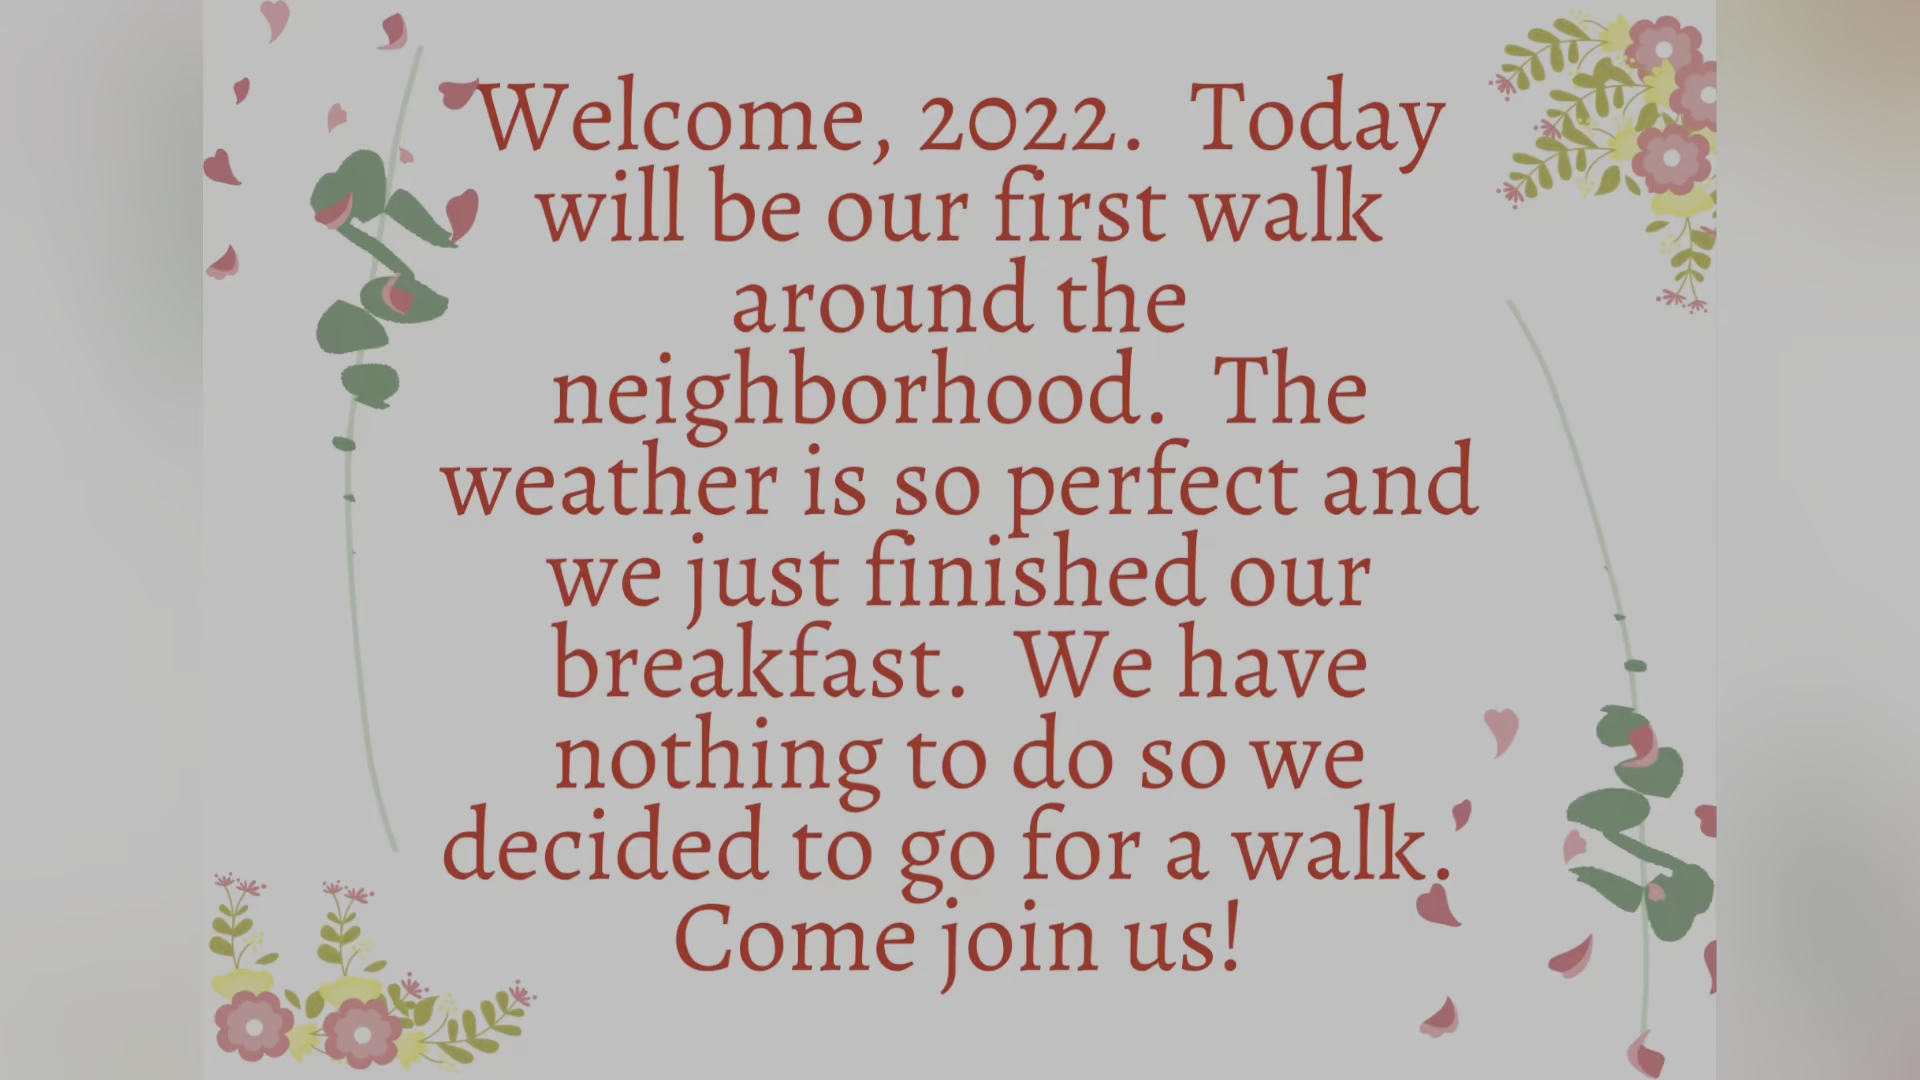 Welcome, 2022.  Today
will be our first walk
around the
neighborhood.  The
weather is so perfect and
we just finished our
breakfast.  We have
nothing to do so we
decided to go for a walk.
Come join us!